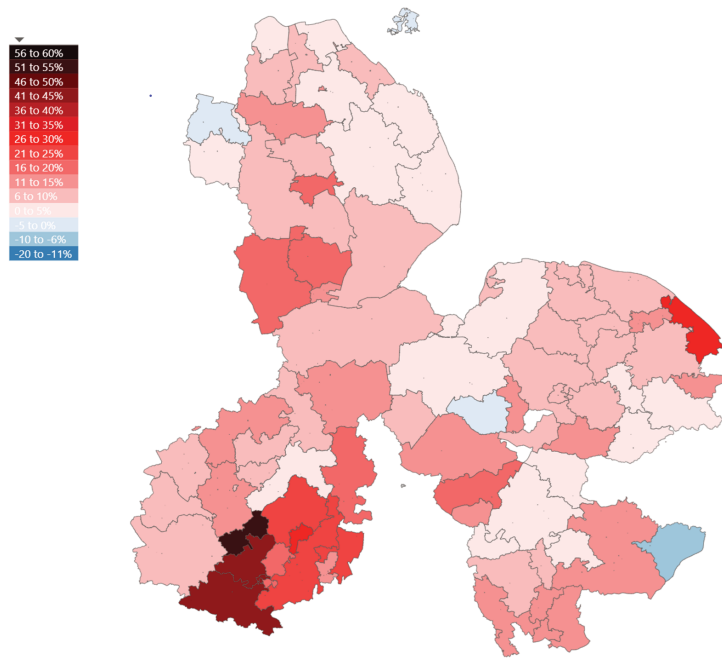 56 to 60%
51 to 55%
46 to 50%
41 to 45%
36 to 40%
31 to 35%
26 to 30%
21 to 25%
16 to 20%
11 to 15%
6 to 10%
0 to 5%
-5 to 0%
-10 to -6%
-20 to -11%